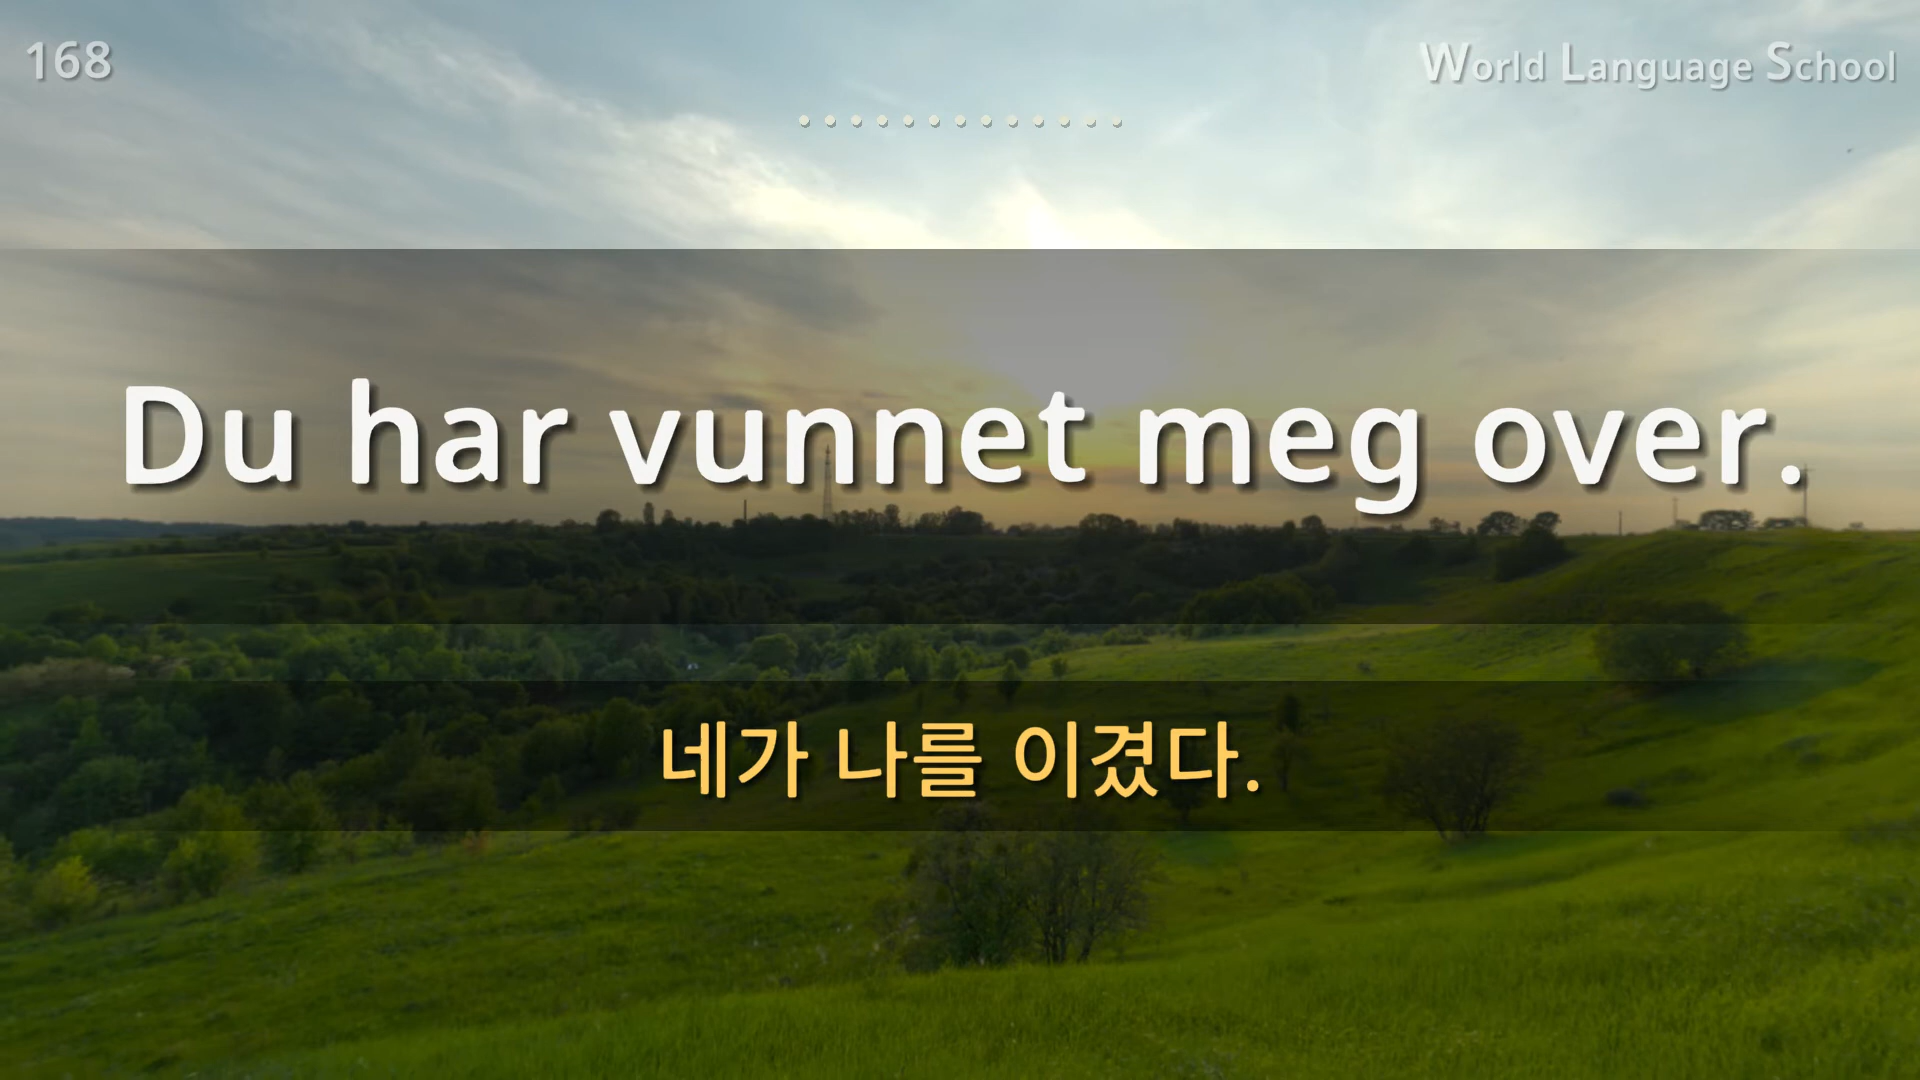 168
World Language School
Du har vunnet meg over.
네가 나를 이겼다.